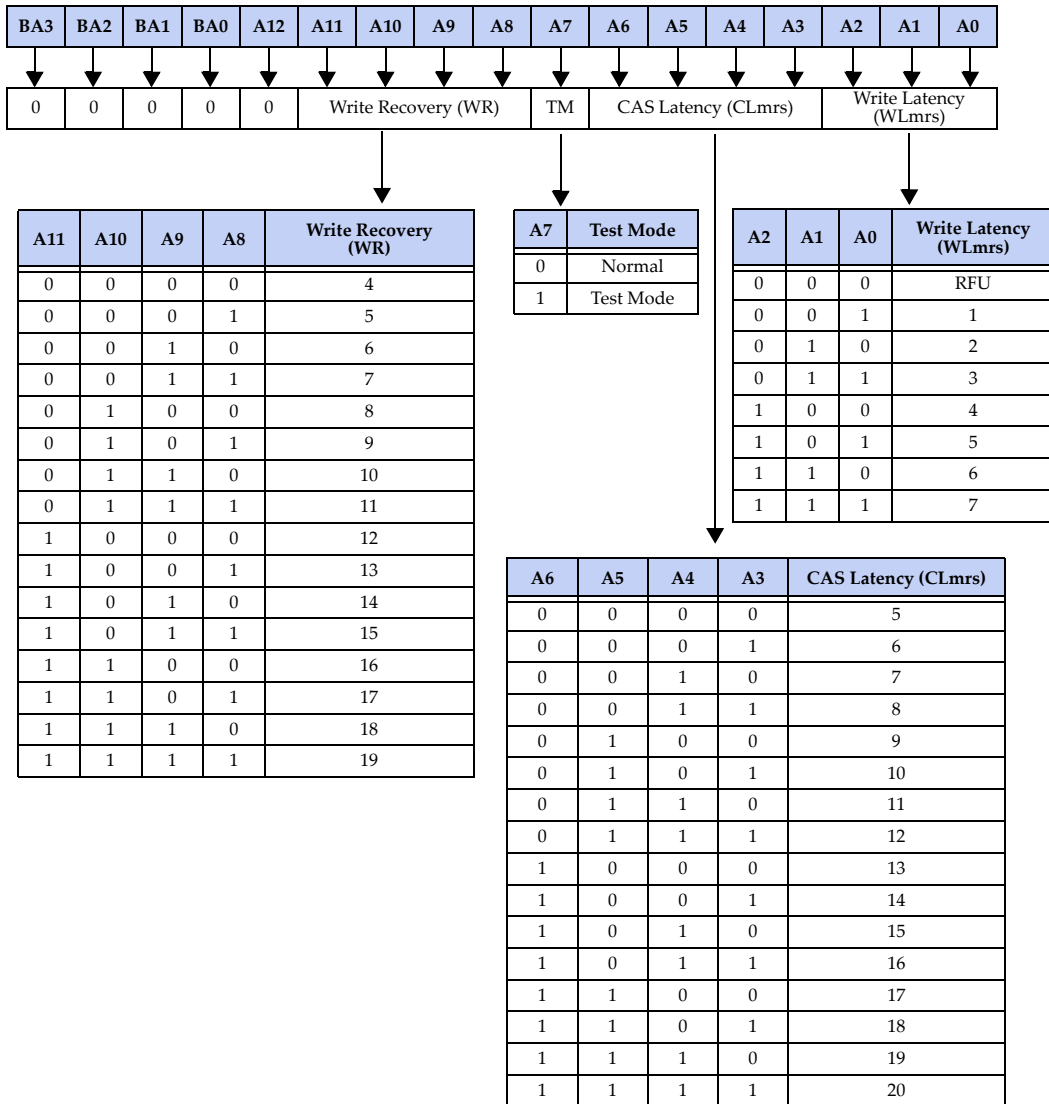 BA3 BA2 BA1 BA0 A12 A11 A10 A9 A8 A7 A6 A5 A4 A3 A2 A1 A0
0 0 0 0 0 Write Recovery (WR) TM CAS Latency (CLmrs) Write Latency
(WLmrs)
A11 A10 A9 A8 Write Recovery
(WR)
0 0 0 0 4
0 0 0 1 5
0 0 1 0 6
0 0 1 1 7
0 1 0 0 8
0 1 0 1 9
0 1 1 0 10
0 1 1 1 11
1 0 0 0 12
1 0 0 1 13
1 0 1 0 14
1 0 1 1 15
1 1 0 0 16
1 1 0 1 17
1 1 1 0 18
1 1 1 1 19
A7 Test Mode
0 Normal
1 Test Mode
A2 A1 A0 Write Latency
(WLmrs)
0 0 0 RFU
0 0 1 1
0 1 0 2
0 1 1 3
1 0 0 4
1 0 1 5
1 1 0 6
1 1 1 7
A6 A5 A4 A3 CAS Latency (CLmrs)
0 0 0 0 5
0 0 0 1 6
0 0 1 0 7
0 0 1 1 8
0 1 0 0 9
0 1 0 1 10
0 1 1 0 11
0 1 1 1 12
1 0 0 0 13
1 0 0 1 14
1 0 1 0 15
1 0 1 1 16
1 1 0 0 17
1 1 0 1 18
1 1 1 0 19
1 1 1 1 20